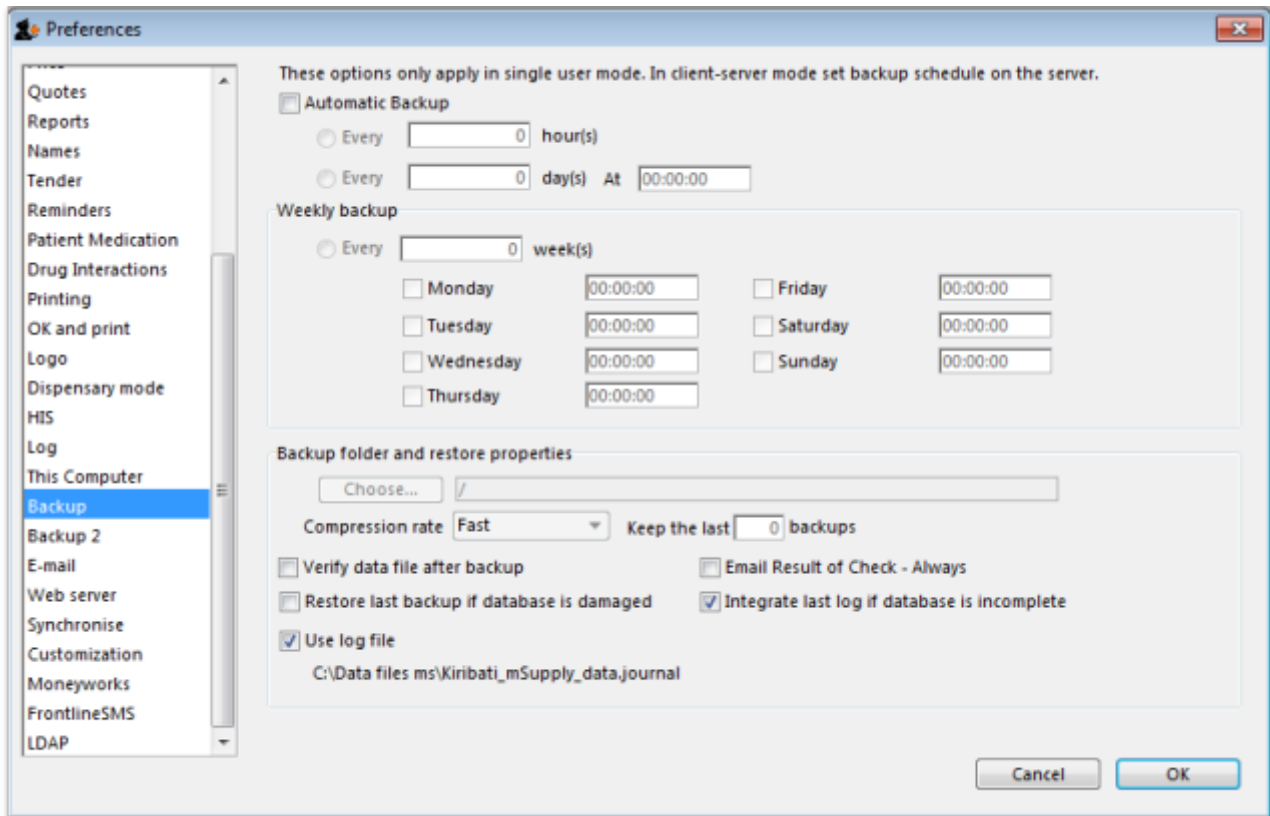 Preferences
Quotes
Reports
Names
Tender
Reminders
Patient Medication
Drug Interactions
Printing
OK and print
Logo
Dispensary mode
HIS
Log
This Computer
Backup
Backup 2
E-mail
Web server
Synchronise
Customization
Moneyworks
FrontlineSMS
LDAP
These options only apply in single user mode. In client-server mode set backup schedule on the server.
Automatic Backup
Every 0 hour(s)
Every 0 day(s) At 00:00:00
Weekly backup
Every 0 week(s)
Monday 00:00:00 Friday 00:00:00
Tuesday 00:00:00 Saturday 00:00:00
Wednesday 00:00:00 Sunday 00:00:00
Thursday 00:00:00
Backup folder and restore properties
Choose... /
Compression rate Fast Keep the last 0 backups
Verify data file after backup Email Result of Check - Always
Restore last backup if database is damaged Integrate last log if database is incomplete
Use log file
C:\Data files ms\Kiribati_mSupply_data.journal
Cancel OK